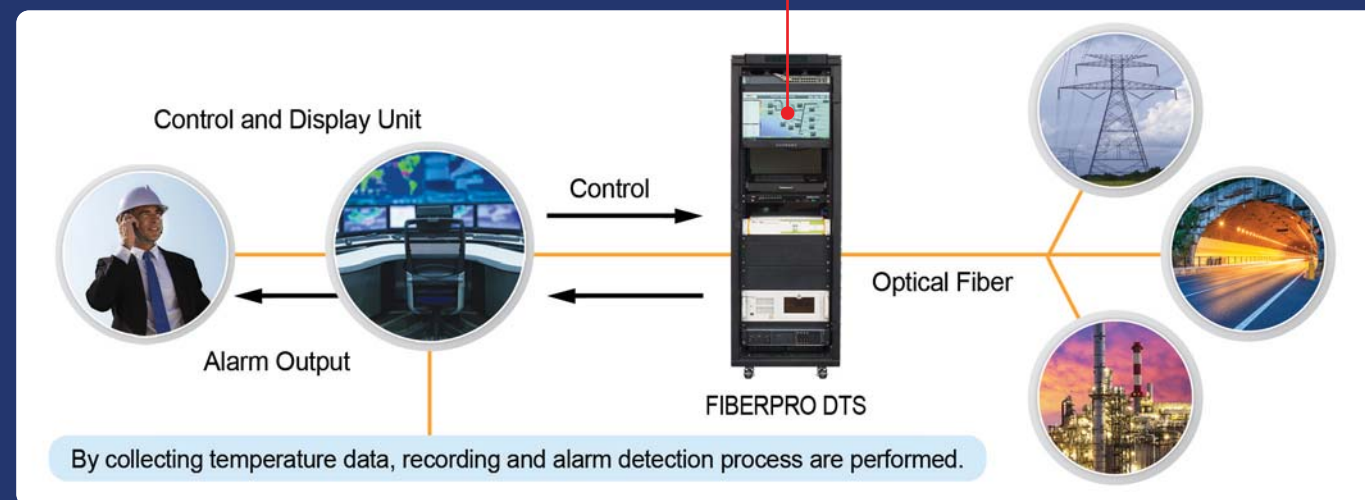 Control and Display Unit
Control
Optical Fiber
Alarm Output
FIBERPRO DTS
By collecting temperature data, recording and alarm detection process are performed.